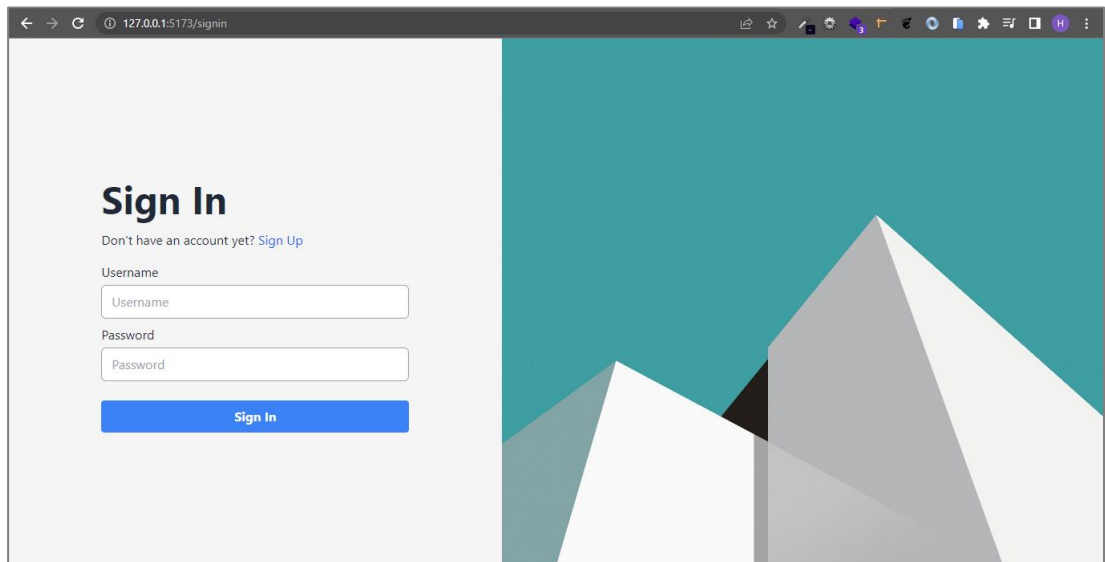 127.0.0.1:5173/signin
3
H
Sign In
Don't have an account yet? Sign Up
Username
Username
Password
Password
Sign In